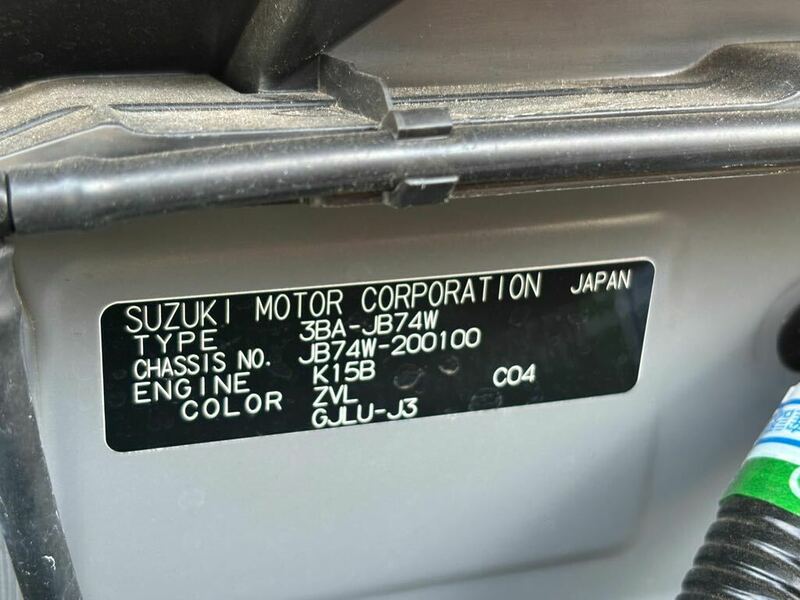 SUZUKI MOTOR CORPORATION JAPAN
TYPE 3BA-JB74W
CHASSIS NO. JB74W-200100
ENGINE K15B C04
COLOR ZVL
GJLU-J3